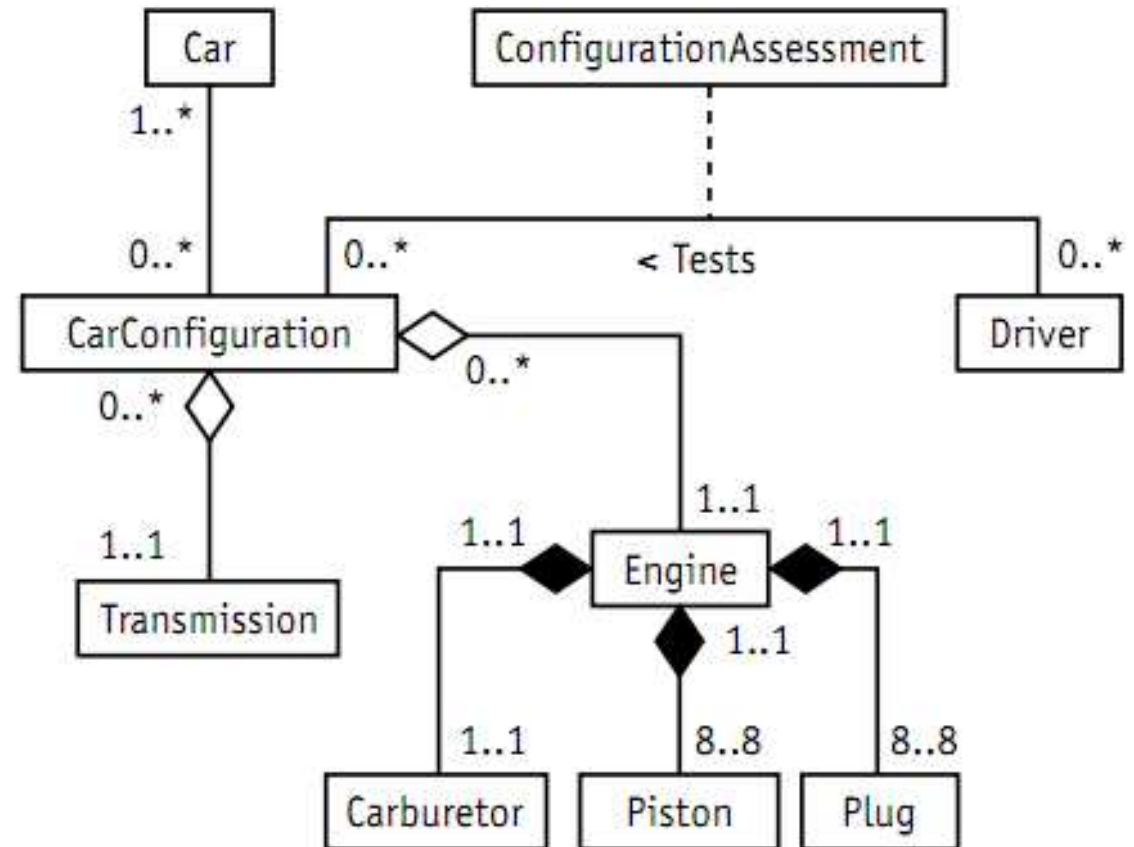 Car
ConfigurationAssessment
1..*
0..*
0..*
< Tests
0..*
CarConfiguration
Driver
0..*
0..*
1..1
1..1
1..1
1..1
Engine
Transmission
1..1
1..1
8..8
8..8
Carburetor
Piston
Plug